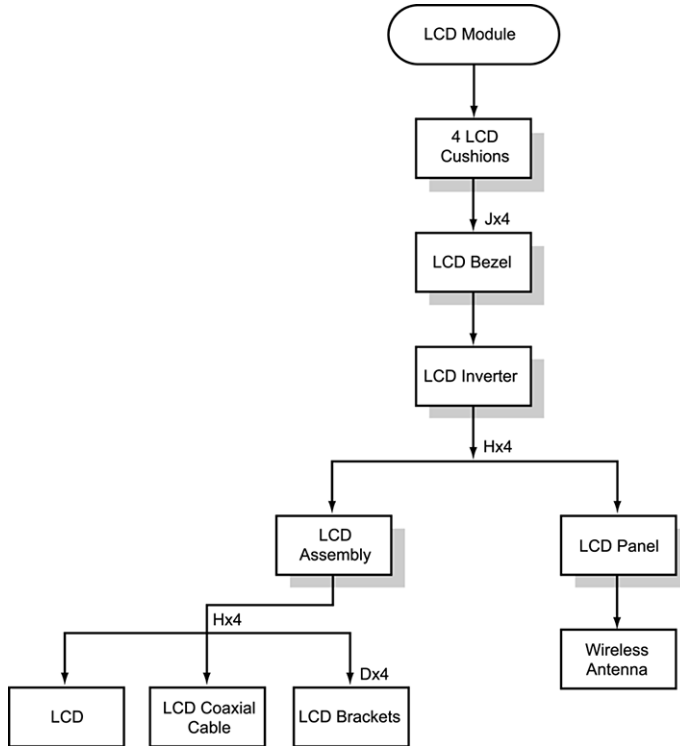 LCD Module
4 LCD
Cushions
Jx4
LCD Bezel
LCD Inverter
Hx4
LCD
Assembly
LCD Panel
Hx4
Wireless
Antenna
Dx4
LCD
LCD Coaxial
Cable
LCD Brackets